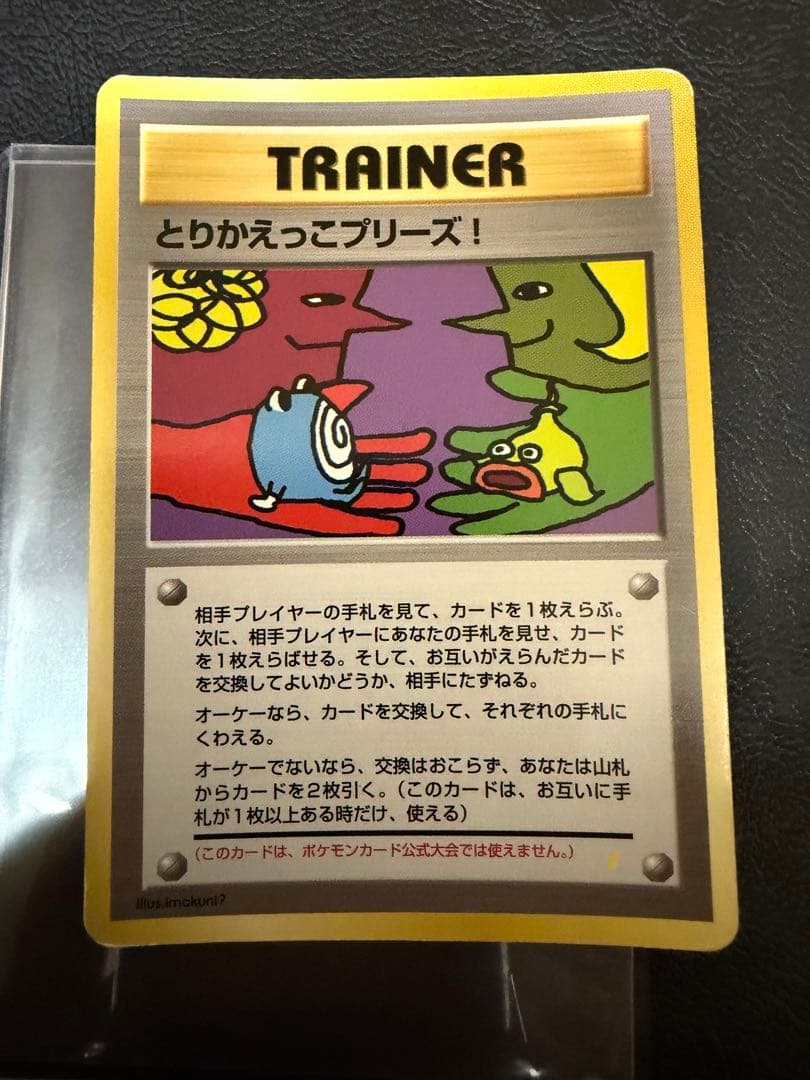 TRAINER
とりかえっこプリーズ！
相手プレイヤーの手札を見て、カードを1枚えらぶ。
次に、相手プレイヤーにあなたの手札を見せ、カード
を1枚えらばせる。そして、お互いがえらんだカード
を交換してよいかどうか、相手にたずねる。
オーケーなら、カードを交換して、それぞれの手札に
くわえる。
オーケーでないなら、交換はおこらず、あなたは山札
からカードを2枚引く。（このカードは、お互いに手
札が1枚以上ある時だけ、使える）
（このカードは、ポケモンカード公式大会では使えません。）
Illus.imakuni?